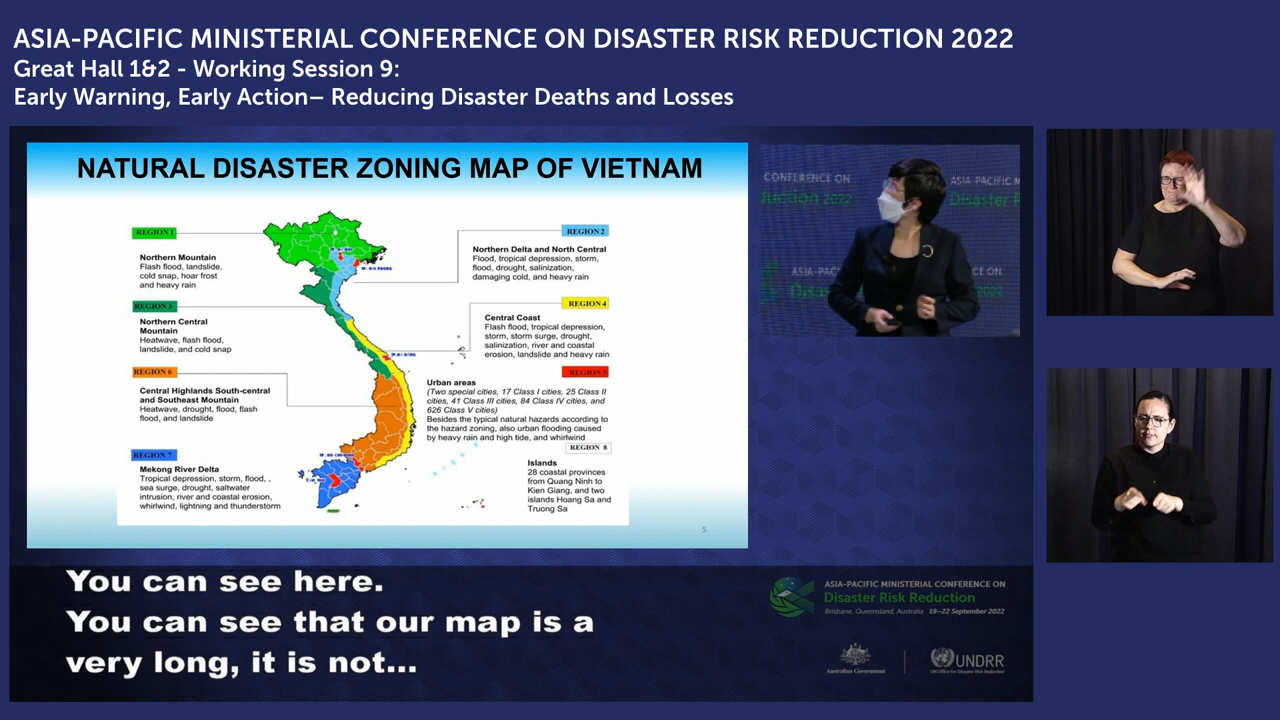 ASIA-PACIFIC MINISTERIAL CONFERENCE ON DISASTER RISK REDUCTION 2022
Great Hall 1&2 - Working Session 9:
Early Warning, Early Action– Reducing Disaster Deaths and Losses
NATURAL DISASTER ZONING MAP OF VIETNAM
REGION 1
Northern Mountain
Flash flood, landslide,
cold snap, hoar frost
and heavy rain
REGION 2
Northern Delta and North Central
Flood, tropical depression, storm,
flood, drought, salinization,
damaging cold, and heavy rain
REGION 3
Northern Central
Mountain
Heatwave, flash flood,
landslide, and cold snap
REGION 4
Central Coast
Flash flood, tropical depression,
storm, storm surge, drought,
salinization, river and coastal
erosion, landslide and heavy rain
REGION 6
Central Highlands South-central
and Southeast Mountain
Heatwave, drought, flood, flash
flood, and landslide
REGION 5
Urban areas
(Two special cities, 17 Class I cities, 25 Class II
cities, 41 Class III cities, 84 Class IV cities, and
626 Class V cities)
Besides the typical natural hazards according to
the hazard zoning, also urban flooding caused
by heavy rain and high tide, and whirlwind
REGION 7
Mekong River Delta
Tropical depression, storm, flood, ,
sea surge, drought, saltwater
intrusion, river and coastal erosion,
whirlwind, lightning and thunderstorm
REGION 8
Islands
28 coastal provinces
from Quang Ninh to
Kien Giang, and two
islands Hoang Sa and
Truong Sa
5
CONFERENCE ON
2022
ASIA-PACIFIC M
Disaster R
You can see here.
You can see that our map is a
very long, it is not...
ASIA-PACIFIC MINISTERIAL CONFERENCE ON
Disaster Risk Reduction
Brisbane, Queensland, Australia 19–22 September 2022
Australian Government
UNDRR
UN Office for Disaster Risk Reduction